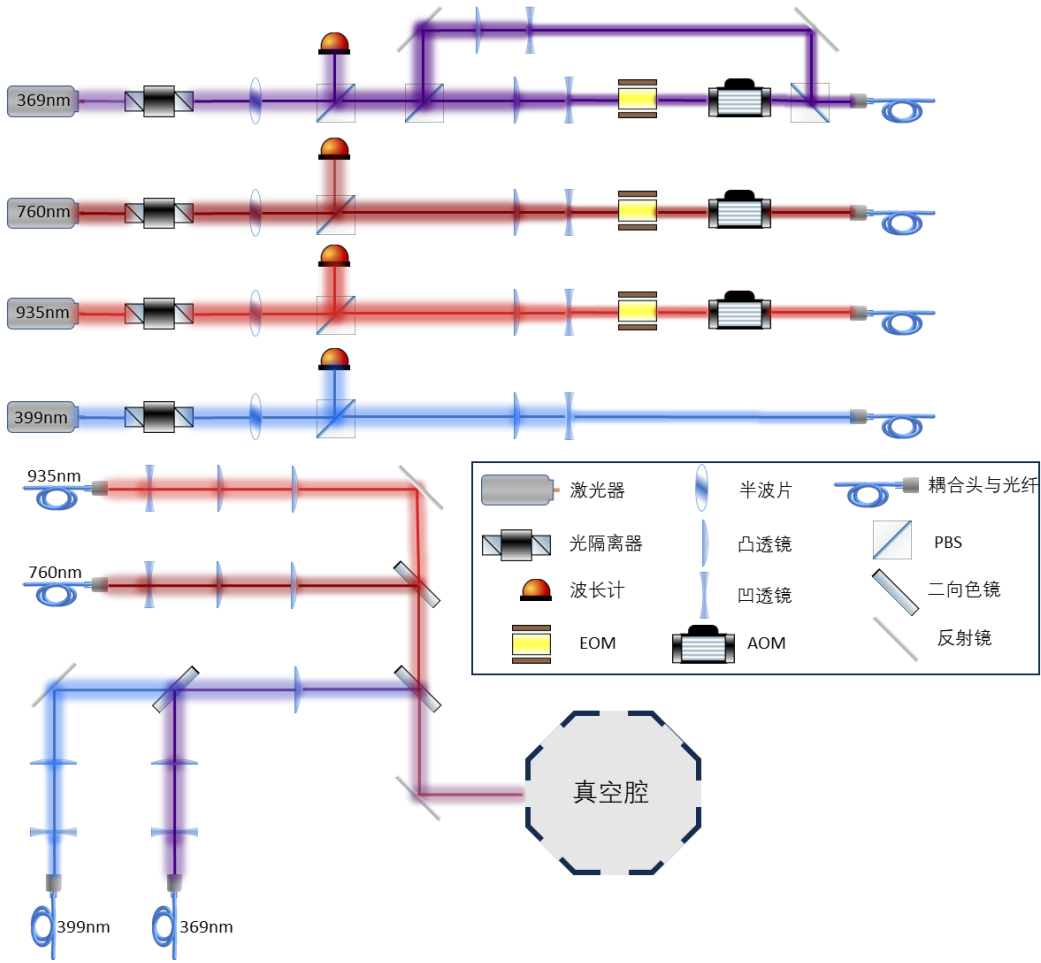 369nm
760nm
935nm
399nm
935nm
760nm
399nm
369nm
激光器
半波片
耦合头与光纤
光隔离器
凸透镜
PBS
波长计
凹透镜
二向色镜
EOM
AOM
反射镜
真空腔